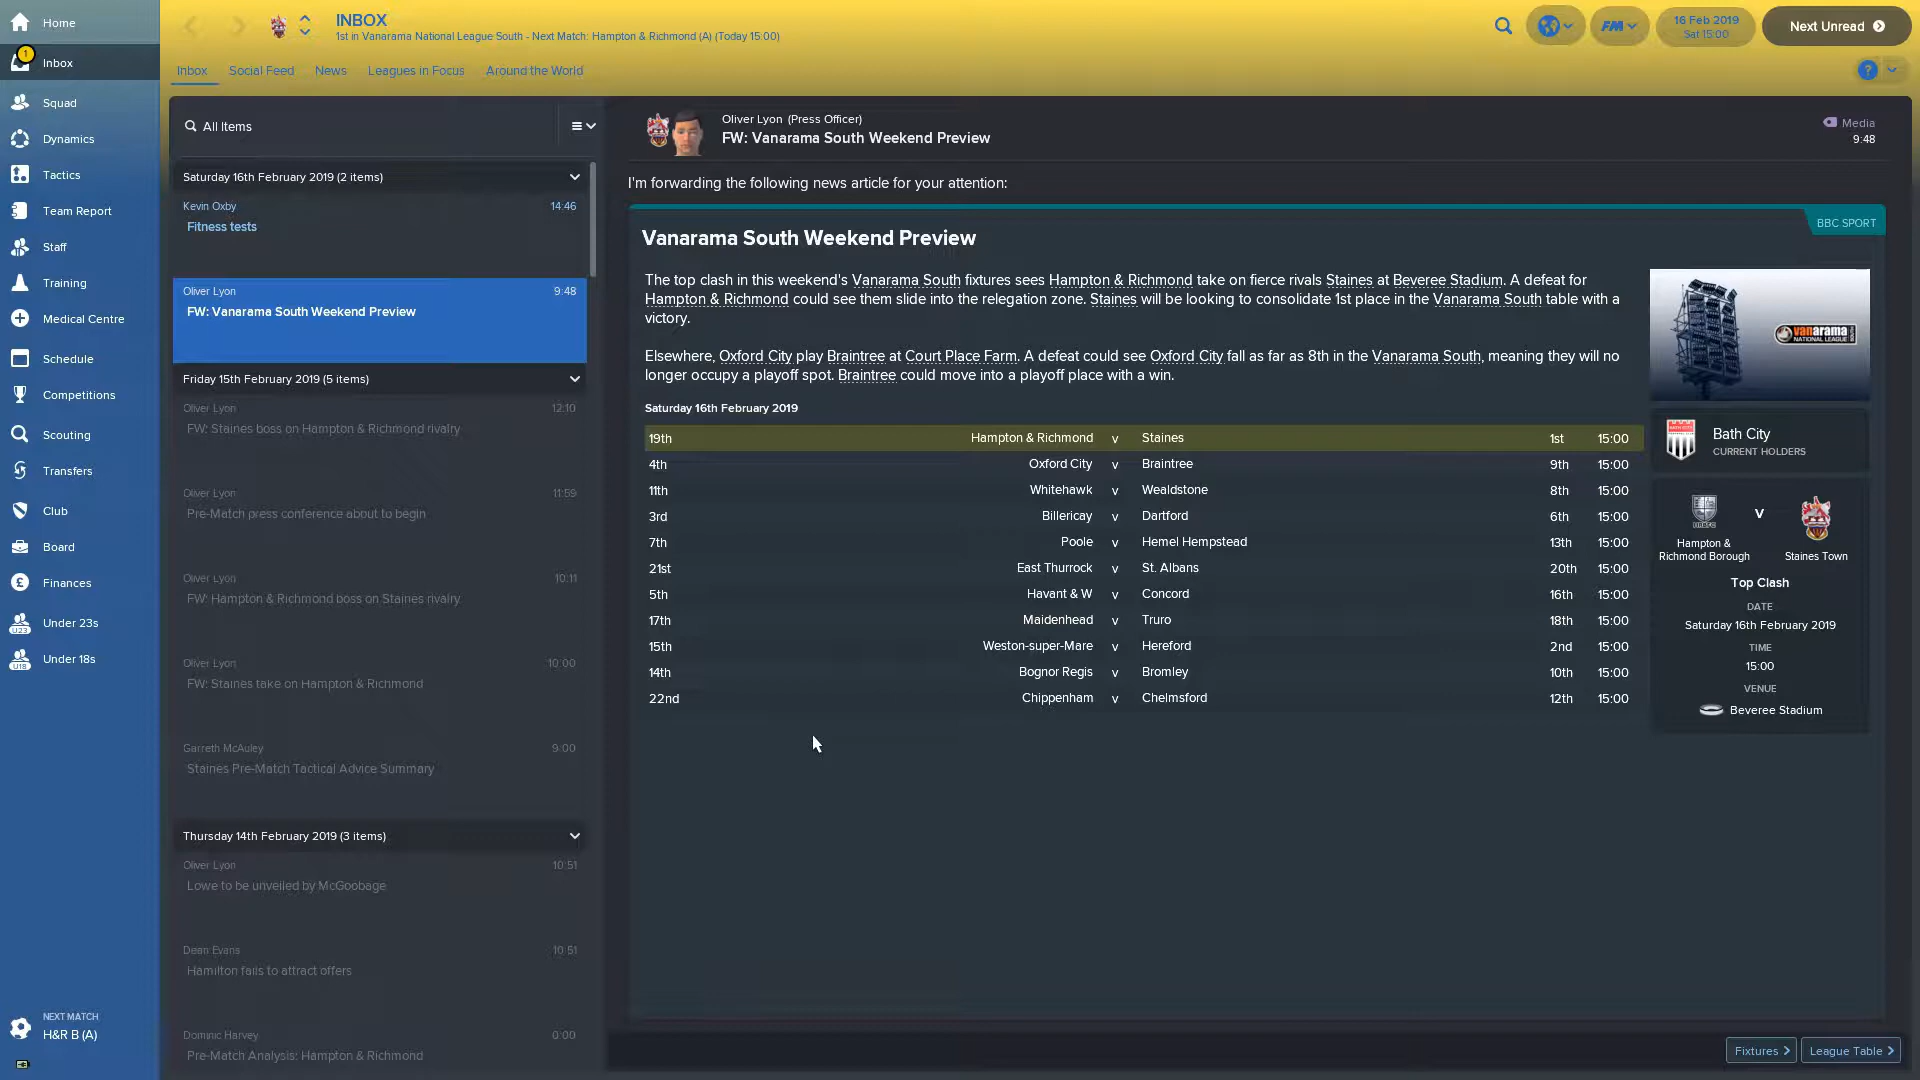 Home
INBOX
1st in Vanarama National League South - Next Match: Hampton & Richmond (A) (Today 15:00)
FM
16 Feb 2019
Sat 15:00
Next Unread
1
Inbox
Inbox Social Feed News Leagues in Focus Around the World
?
Squad
Dynamics
Tactics
Team Report
Staff
Training
Medical Centre
Schedule
Competitions
Scouting
Transfers
Club
Board
Finances
Under 23s
Under 18s
U23
U18
NEXT MATCH
H&R B (A)
All Items
Saturday 16th February 2019 (2 items)
Kevin Oxby 14:46
Fitness tests
Oliver Lyon 9:48
FW: Vanarama South Weekend Preview
Friday 15th February 2019 (5 items)
Oliver Lyon 12:10
FW: Staines boss on Hampton & Richmond rivalry
Oliver Lyon 11:59
Pre-Match press conference about to begin
Oliver Lyon 10:11
FW: Hampton & Richmond boss on Staines rivalry
Oliver Lyon 10:00
FW: Staines take on Hampton & Richmond
Garreth McAuley 9:00
Staines Pre-Match Tactical Advice Summary
Thursday 14th February 2019 (3 items)
Oliver Lyon 10:51
Lowe to be unveiled by McGoobage
Dean Evans 10:51
Hamilton fails to attract offers
Dominic Harvey 0:00
Pre-Match Analysis: Hampton & Richmond
Oliver Lyon (Press Officer)
FW: Vanarama South Weekend Preview
Media
9:48
I'm forwarding the following news article for your attention:
BBC SPORT
Vanarama South Weekend Preview
The top clash in this weekend's Vanarama South fixtures sees Hampton & Richmond take on fierce rivals Staines at Beveree Stadium. A defeat for
Hampton & Richmond could see them slide into the relegation zone. Staines will be looking to consolidate 1st place in the Vanarama South table with a
victory.
Elsewhere, Oxford City play Braintree at Court Place Farm. A defeat could see Oxford City fall as far as 8th in the Vanarama South, meaning they will no
longer occupy a playoff spot. Braintree could move into a playoff place with a win.
Saturday 16th February 2019
19th Hampton & Richmond v Staines 1st 15:00
4th Oxford City v Braintree 9th 15:00
11th Whitehawk v Wealdstone 8th 15:00
3rd Billericay v Dartford 6th 15:00
7th Poole v Hemel Hempstead 13th 15:00
21st East Thurrock v St. Albans 20th 15:00
5th Havant & W v Concord 16th 15:00
17th Maidenhead v Truro 18th 15:00
15th Weston-super-Mare v Hereford 2nd 15:00
14th Bognor Regis v Bromley 10th 15:00
22nd Chippenham v Chelmsford 12th 15:00
vanarama
NATIONAL LEAGUE
Bath City
CURRENT HOLDERS
V
Hampton &
Richmond Borough
Staines Town
Top Clash
DATE
Saturday 16th February 2019
TIME
15:00
VENUE
Beveree Stadium
Fixtures
League Table